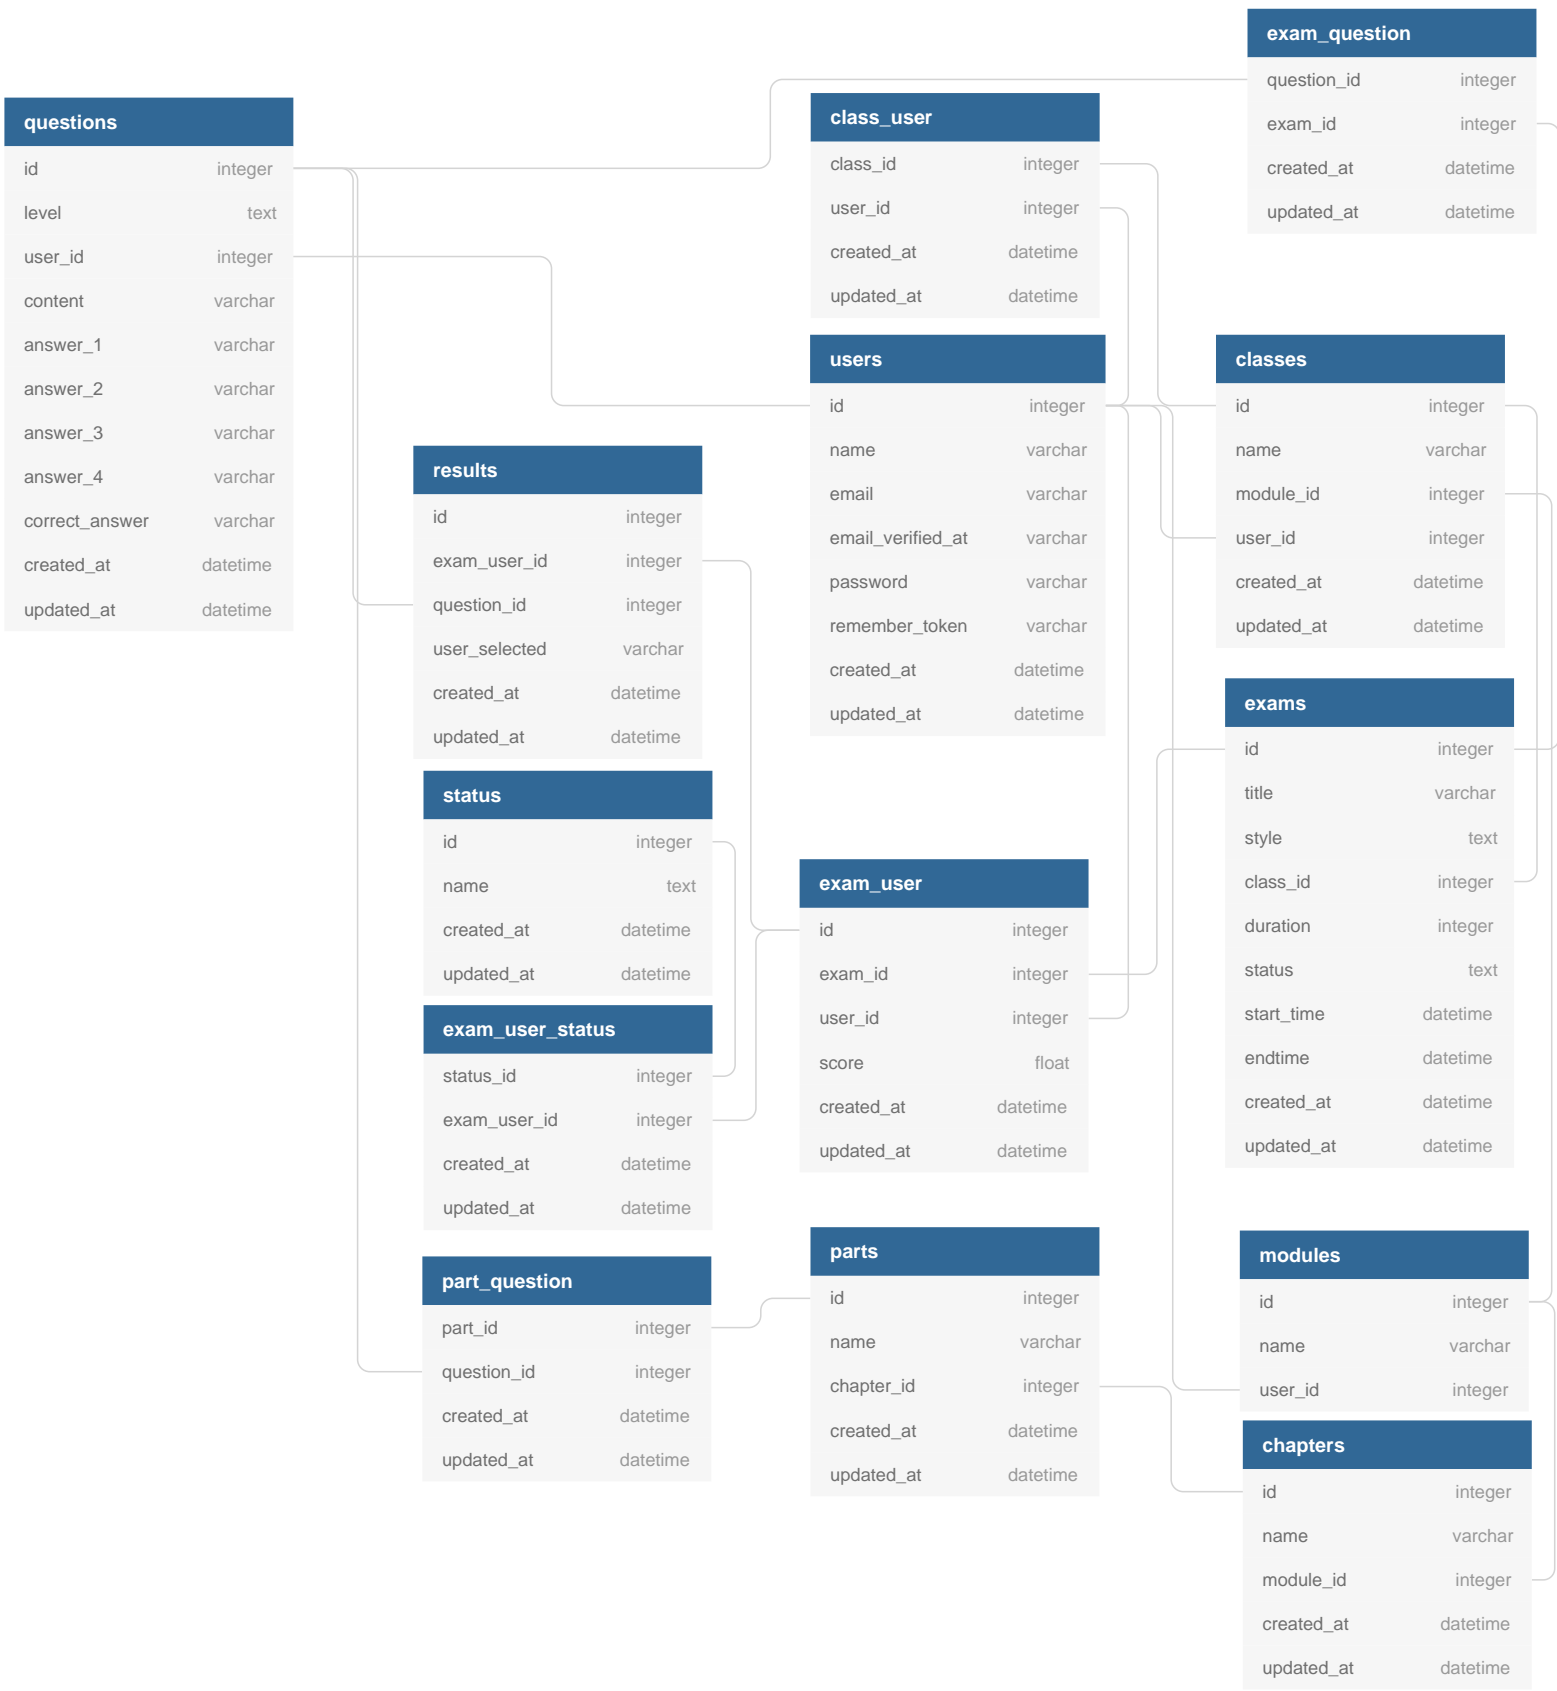 exam_question
question_id integer
exam_id integer
created_at datetime
updated_at datetime
questions
id integer
level text
user_id integer
content varchar
answer_1 varchar
answer_2 varchar
answer_3 varchar
answer_4 varchar
correct_answer varchar
created_at datetime
updated_at datetime
class_user
class_id integer
user_id integer
created_at datetime
updated_at datetime
users
id integer
name varchar
email varchar
email_verified_at varchar
password varchar
remember_token varchar
created_at datetime
updated_at datetime
classes
id integer
name varchar
module_id integer
user_id integer
created_at datetime
updated_at datetime
results
id integer
exam_user_id integer
question_id integer
user_selected varchar
created_at datetime
updated_at datetime
exams
id integer
title varchar
style text
class_id integer
duration integer
status text
start_time datetime
endtime datetime
created_at datetime
updated_at datetime
status
id integer
name text
created_at datetime
updated_at datetime
exam_user
id integer
exam_id integer
user_id integer
score float
created_at datetime
updated_at datetime
exam_user_status
status_id integer
exam_user_id integer
created_at datetime
updated_at datetime
part_question
part_id integer
question_id integer
created_at datetime
updated_at datetime
parts
id integer
name varchar
chapter_id integer
created_at datetime
updated_at datetime
modules
id integer
name varchar
user_id integer
chapters
id integer
name varchar
module_id integer
created_at datetime
updated_at datetime